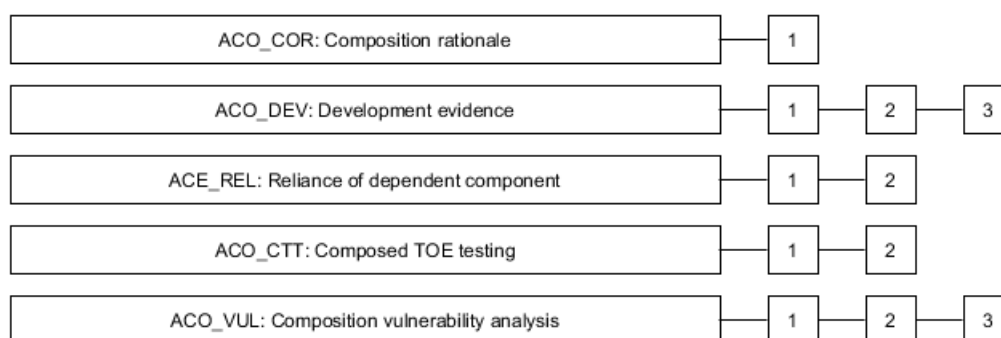 ACO_COR: Composition rationale 1
ACO_DEV: Development evidence 1 2 3
ACE_REL: Reliance of dependent component 1 2
ACO_CTT: Composed TOE testing 1 2
ACO_VUL: Composition vulnerability analysis 1 2 3